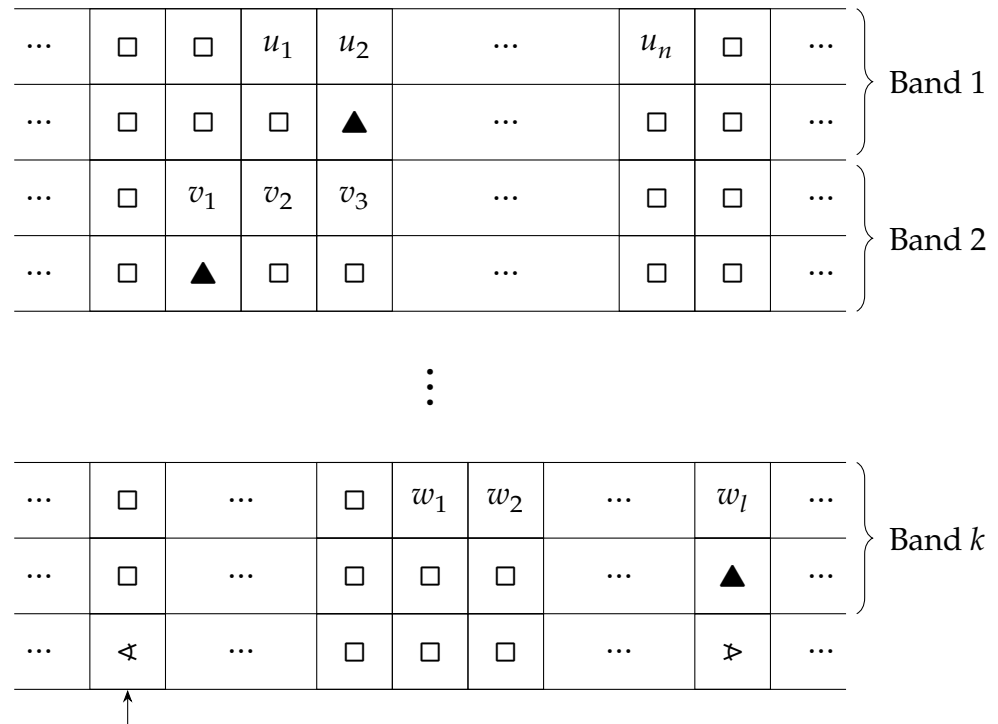 ⋯ □ □ u₁ u₂ ⋯ uₙ □ ⋯ Band 1
⋯ □ □ □ ▲ ⋯ □ □ ⋯
⋯ □ v₁ v₂ v₃ ⋯ □ □ ⋯ Band 2
⋯ □ ▲ □ □ ⋯ □ □ ⋯
⋮
⋯ □ ⋯ □ w₁ w₂ ⋯ wₗ ⋯ Band k
⋯ □ ⋯ □ □ □ ⋯ ▲ ⋯
⋯ ∢ ⋯ □ □ □ ⋯ ⦠ ⋯